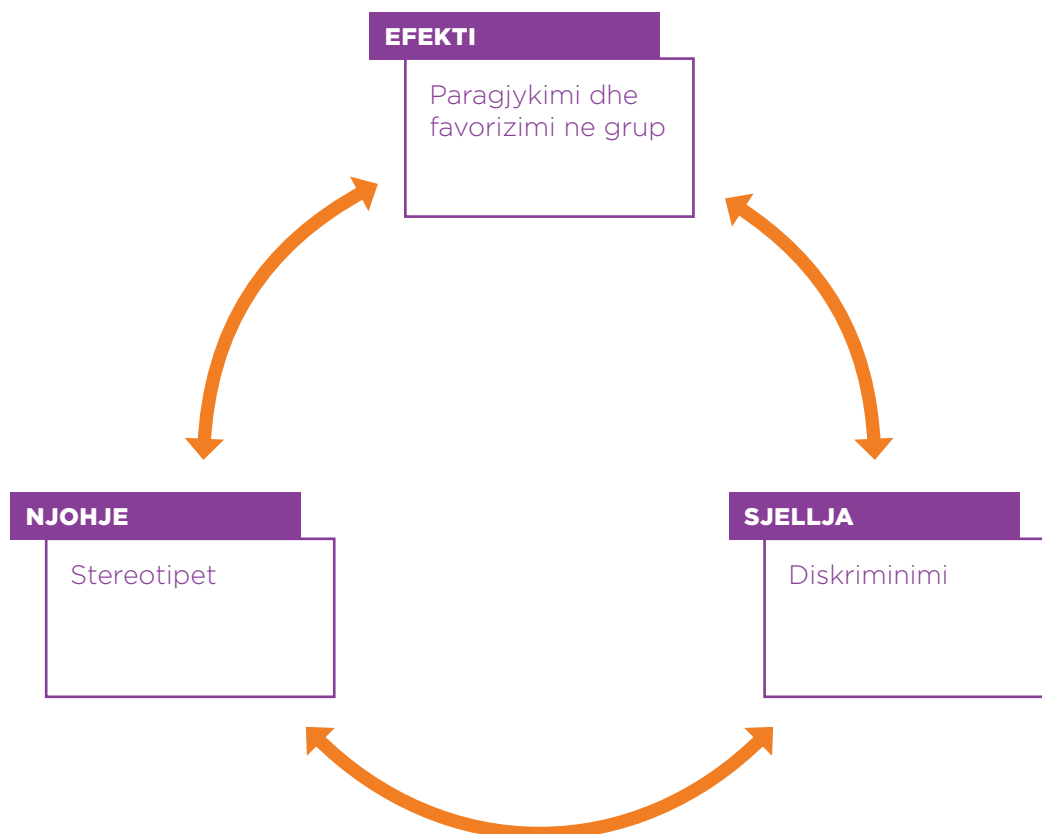 EFEKTI
Paragjykimi dhe
favorizimi ne grup
NJOHJE
Stereotipet
SJELLJA
Diskriminimi